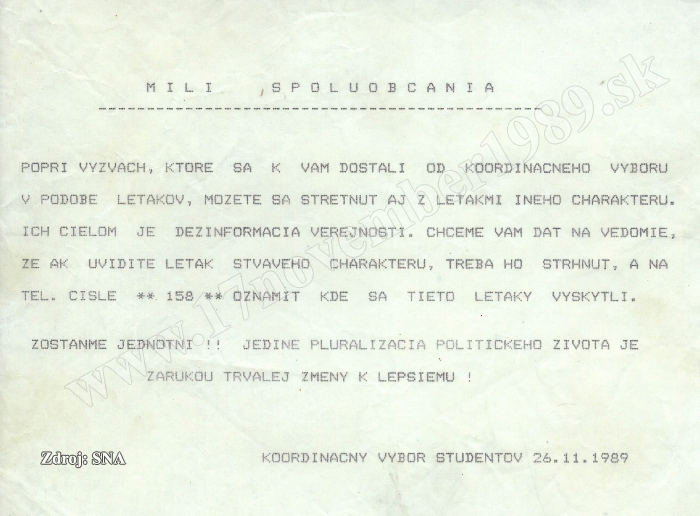 MILI SPOLUOBCANIA
POPRI VYZVACH, KTORE SA K VAM DOSTALI OD KOORDINACNEHO VYBORU
V PODOBE LETAKOV, MOZETE SA STRETNUT AJ Z LETAKMI INEHO CHARAKTERU.
ICH CIELOM JE DEZINFORMACIA VEREJNOSTI. CHCEME VAM DAT NA VEDOMIE,
ZE AK UVIDITE LETAK STVAVEHO CHARAKTERU, TREBA HO STRHNUT, A NA
TEL. CISLE ** 158 ** OZNAMIT KDE SA TIETO LETAKY VYSKYTLI.
ZOSTANME JEDNOTNI !! JEDINE PLURALIZACIA POLITICKEHO ZIVOTA JE
ZARUKOU TRVALEJ ZMENY K LEPSIEMU !
KOORDINACNY VYBOR STUDENTOV 26.11.1989
Zdroj: SNA
www.17november1989.sk